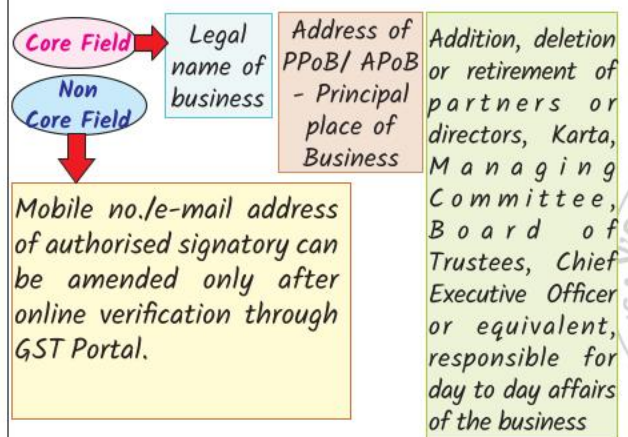 Core Field
Legal
name of
business
Address of
PPoB/ APoB
- Principal
place of
Business
Addition, deletion
or retirement of
partners or
directors, Karta,
Managing
Committee,
Board of
Trustees, Chief
Executive Officer
or equivalent,
responsible for
day to day affairs
of the business
Non
Core Field
Mobile no./e-mail address
of authorised signatory can
be amended only after
online verification through
GST Portal.